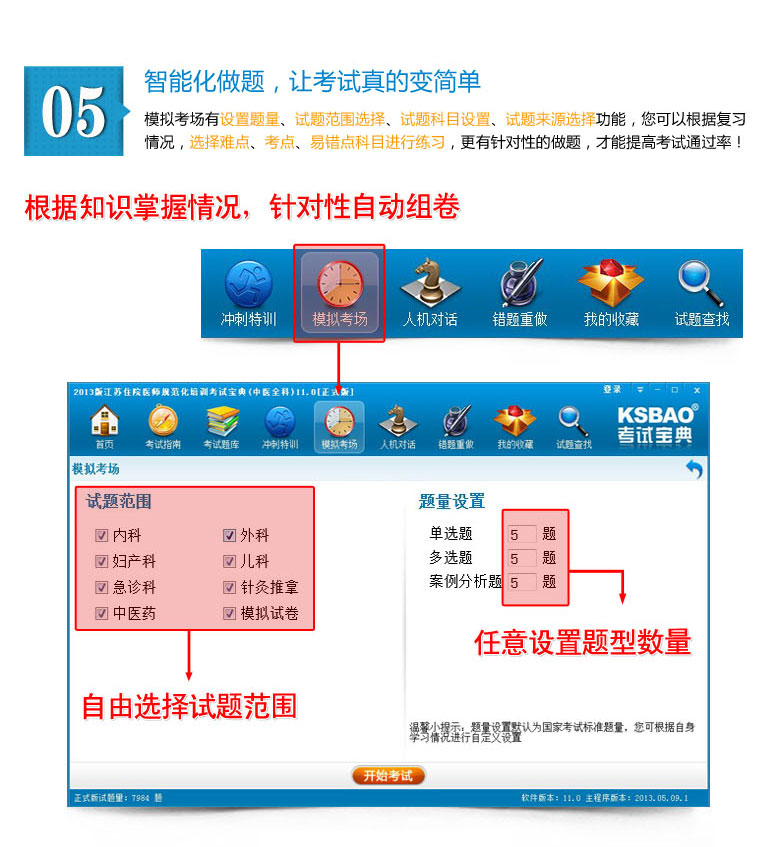 05
智能化做题，让考试真的变简单
模拟考场有设置题量、试题范围选择、试题科目设置、试题来源选择功能，您可以根据复习
情况，选择难点、考点、易错点科目进行练习，更有针对性的做题，才能提高考试通过率！
根据知识掌握情况，针对性自动组卷
冲刺特训 模拟考场 人机对话 错题重做 我的收藏 试题查找
2013版江苏住院医师规范化培训考试宝典(中医全科)11.0[正式版] 登录
首页 考试指南 考试题库 冲刺特训 模拟考场 人机对话 错题重做 我的收藏 试题查找
KSBAO®
考试宝典
模拟考场
试题范围 题量设置
内科 外科 单选题 5 题
妇产科 儿科 多选题 5 题
急诊科 针灸推拿 案例分析题 5 题
中医药 模拟试卷
任意设置题型数量
自由选择试题范围
温馨小提示：题量设置默认为国家考试标准题量，您可根据自身
学习情况进行自定义设置
开始考试
正式版试题量：7984 题 软件版本：11.0 主程序版本：2013.05.09.1